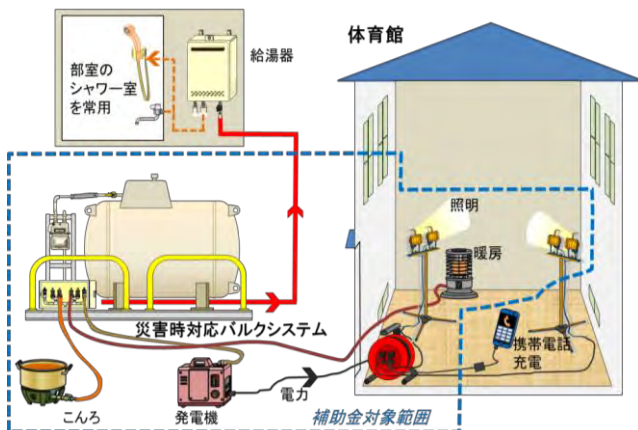 体育館
給湯器
部室の
シャワー室
を常用
照明
暖房
災害時対応バルクシステム
携帯電話
充電
こんろ
発電機
電力
補助金対象範囲